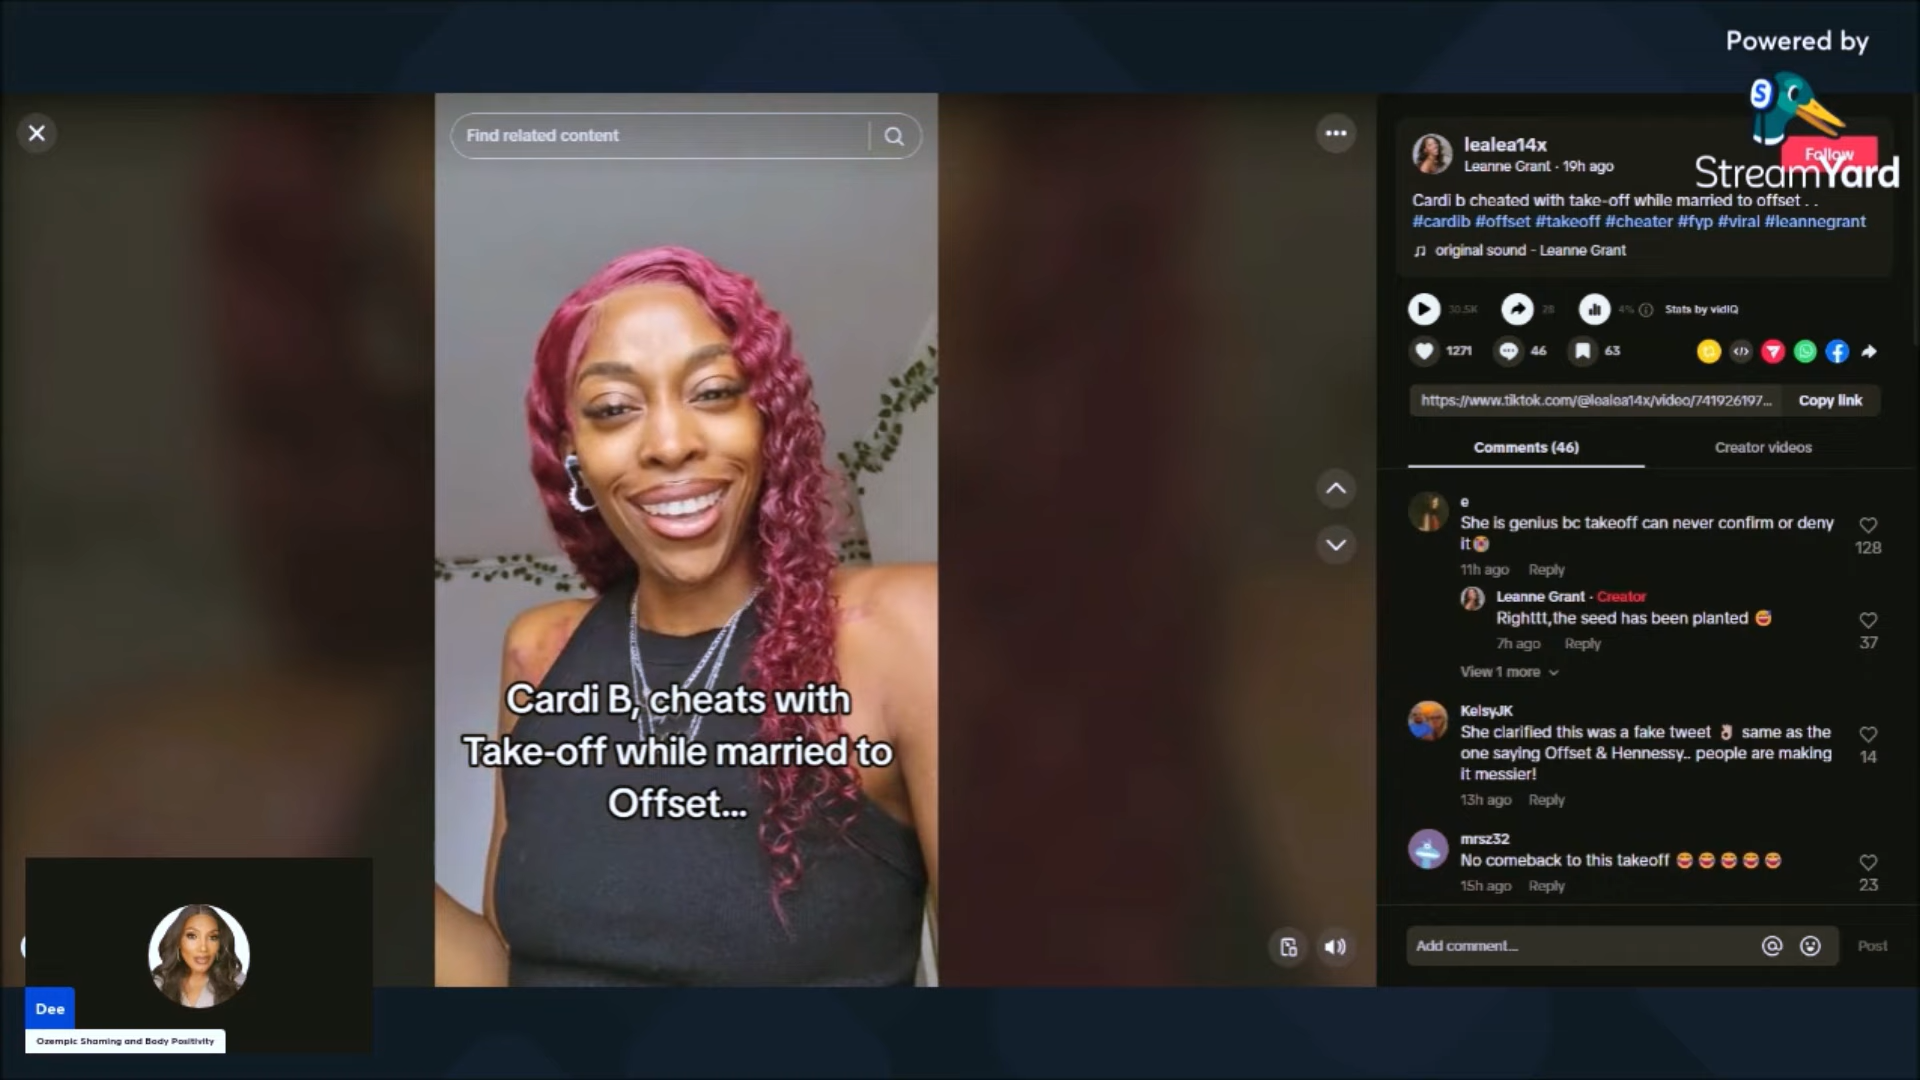 Powered by
StreamYard
Find related content
lealea14x
Leanne Grant · 19h ago
Follow
Cardi b cheated with take-off while married to offset . .
#cardib #offset #takeoff #cheater #fyp #viral #leannegrant
original sound - Leanne Grant
30.5K
28
4%
Stats by vidIQ
1271
46
63
https://www.tiktok.com/@lealea14x/video/741926197...
Copy link
Comments (46)
Creator videos
e
She is genius bc takeoff can never confirm or deny
it😭
128
11h ago Reply
Leanne Grant · Creator
Righttt,the seed has been planted 😅
37
7h ago Reply
View 1 more
KelsyJK
She clarified this was a fake tweet 👌🏽 same as the
one saying Offset & Hennessy.. people are making
it messier!
14
13h ago Reply
mrsz32
No comeback to this takeoff 😂😂😂😂😂
23
15h ago Reply
Add comment...
Post
Cardi B, cheats with
Take-off while married to
Offset...
Dee
Ozempic Shaming and Body Positivity